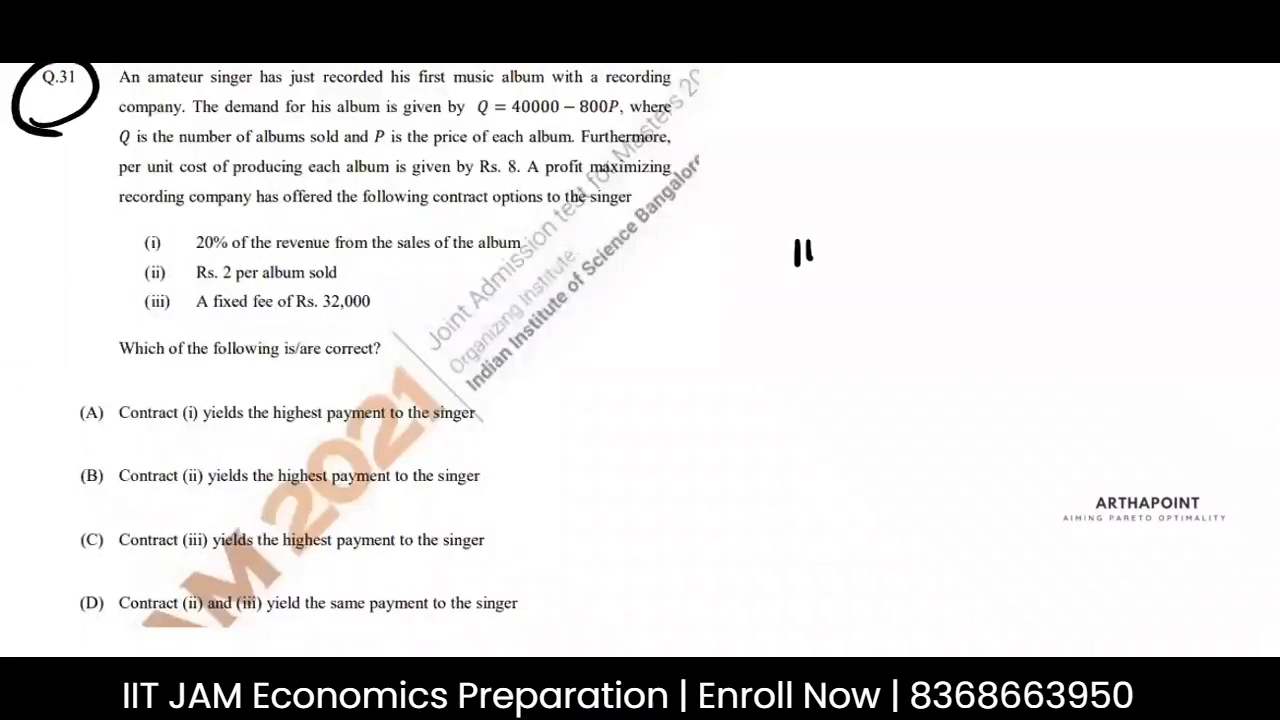 Q.31 An amateur singer has just recorded his first music album with a recording
company. The demand for his album is given by Q = 40000 − 800P, where
Q is the number of albums sold and P is the price of each album. Furthermore,
per unit cost of producing each album is given by Rs. 8. A profit maximizing
recording company has offered the following contract options to the singer
(i) 20% of the revenue from the sales of the album
(ii) Rs. 2 per album sold
(iii) A fixed fee of Rs. 32,000
Which of the following is/are correct?
(A) Contract (i) yields the highest payment to the singer
(B) Contract (ii) yields the highest payment to the singer
(C) Contract (iii) yields the highest payment to the singer
(D) Contract (ii) and (iii) yield the same payment to the singer
AM 2021
Joint Admission test for Masters 20
Organizing Institute:
Indian Institute of Science Bangalore
ARTHAPOINT
AIMING PARETO OPTIMALITY
IIT JAM Economics Preparation | Enroll Now | 8368663950